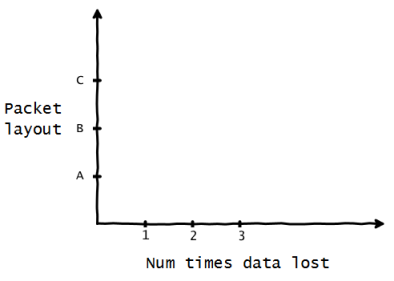 C
Packet
layout
B
A
1 2 3
Num times data lost